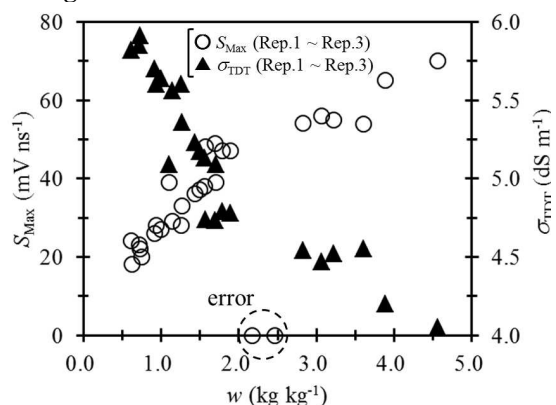 S_Max (Rep.1 ~ Rep.3)
σ_TDT (Rep.1 ~ Rep.3)
80
60
40
20
0
S_Max (mV ns⁻¹)
6.0
5.5
5.0
4.5
4.0
σ_TDT (dS m⁻¹)
error
0.0 1.0 2.0 3.0 4.0 5.0
w (kg kg⁻¹)